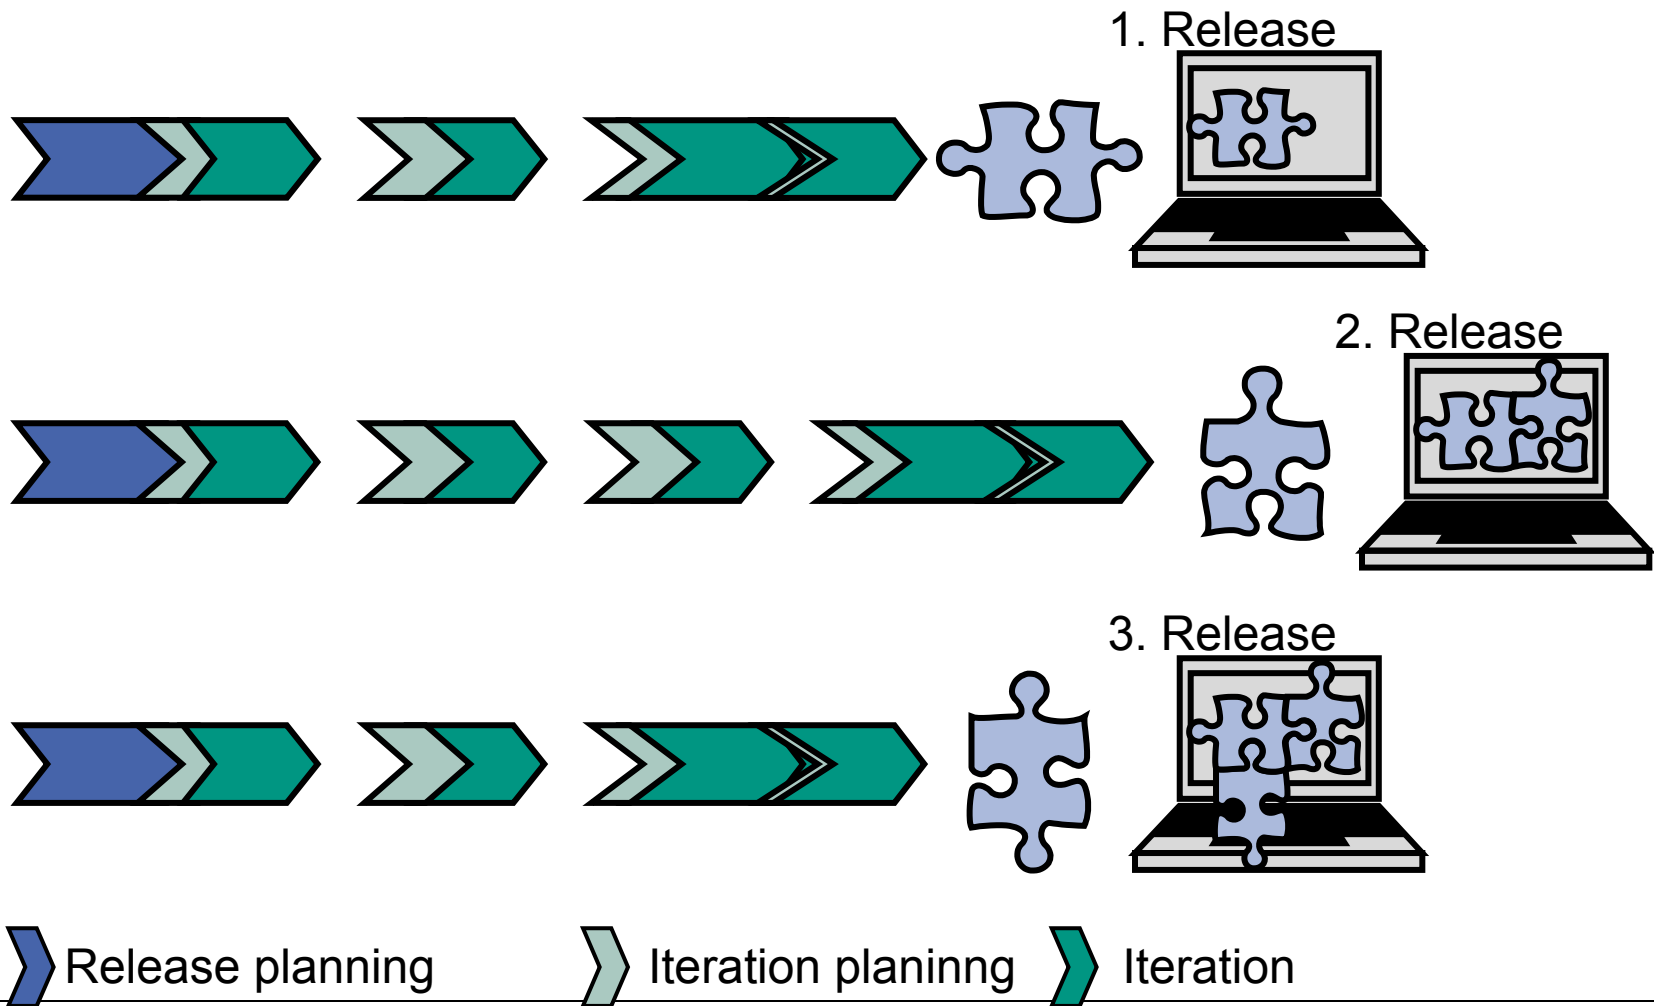 1. Release
2. Release
3. Release
Release planning
Iteration planinng
Iteration